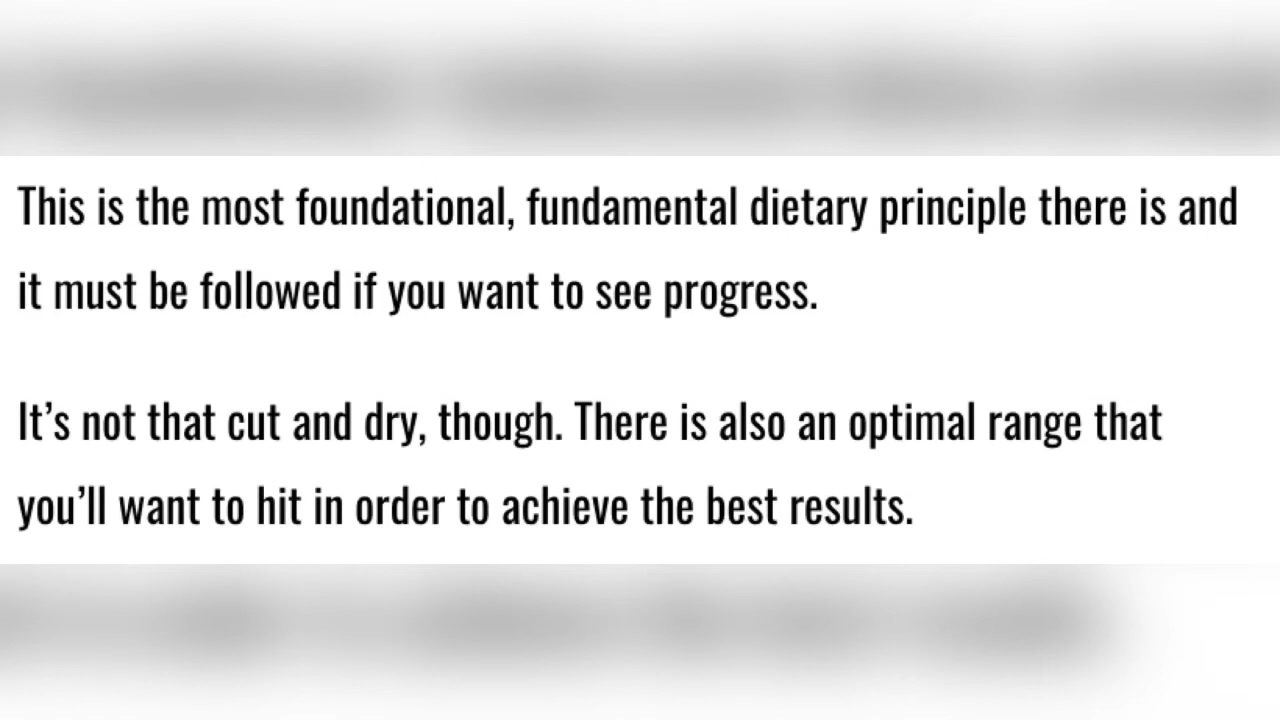 This is the most foundational, fundamental dietary principle there is and
it must be followed if you want to see progress.
It’s not that cut and dry, though. There is also an optimal range that
you’ll want to hit in order to achieve the best results.